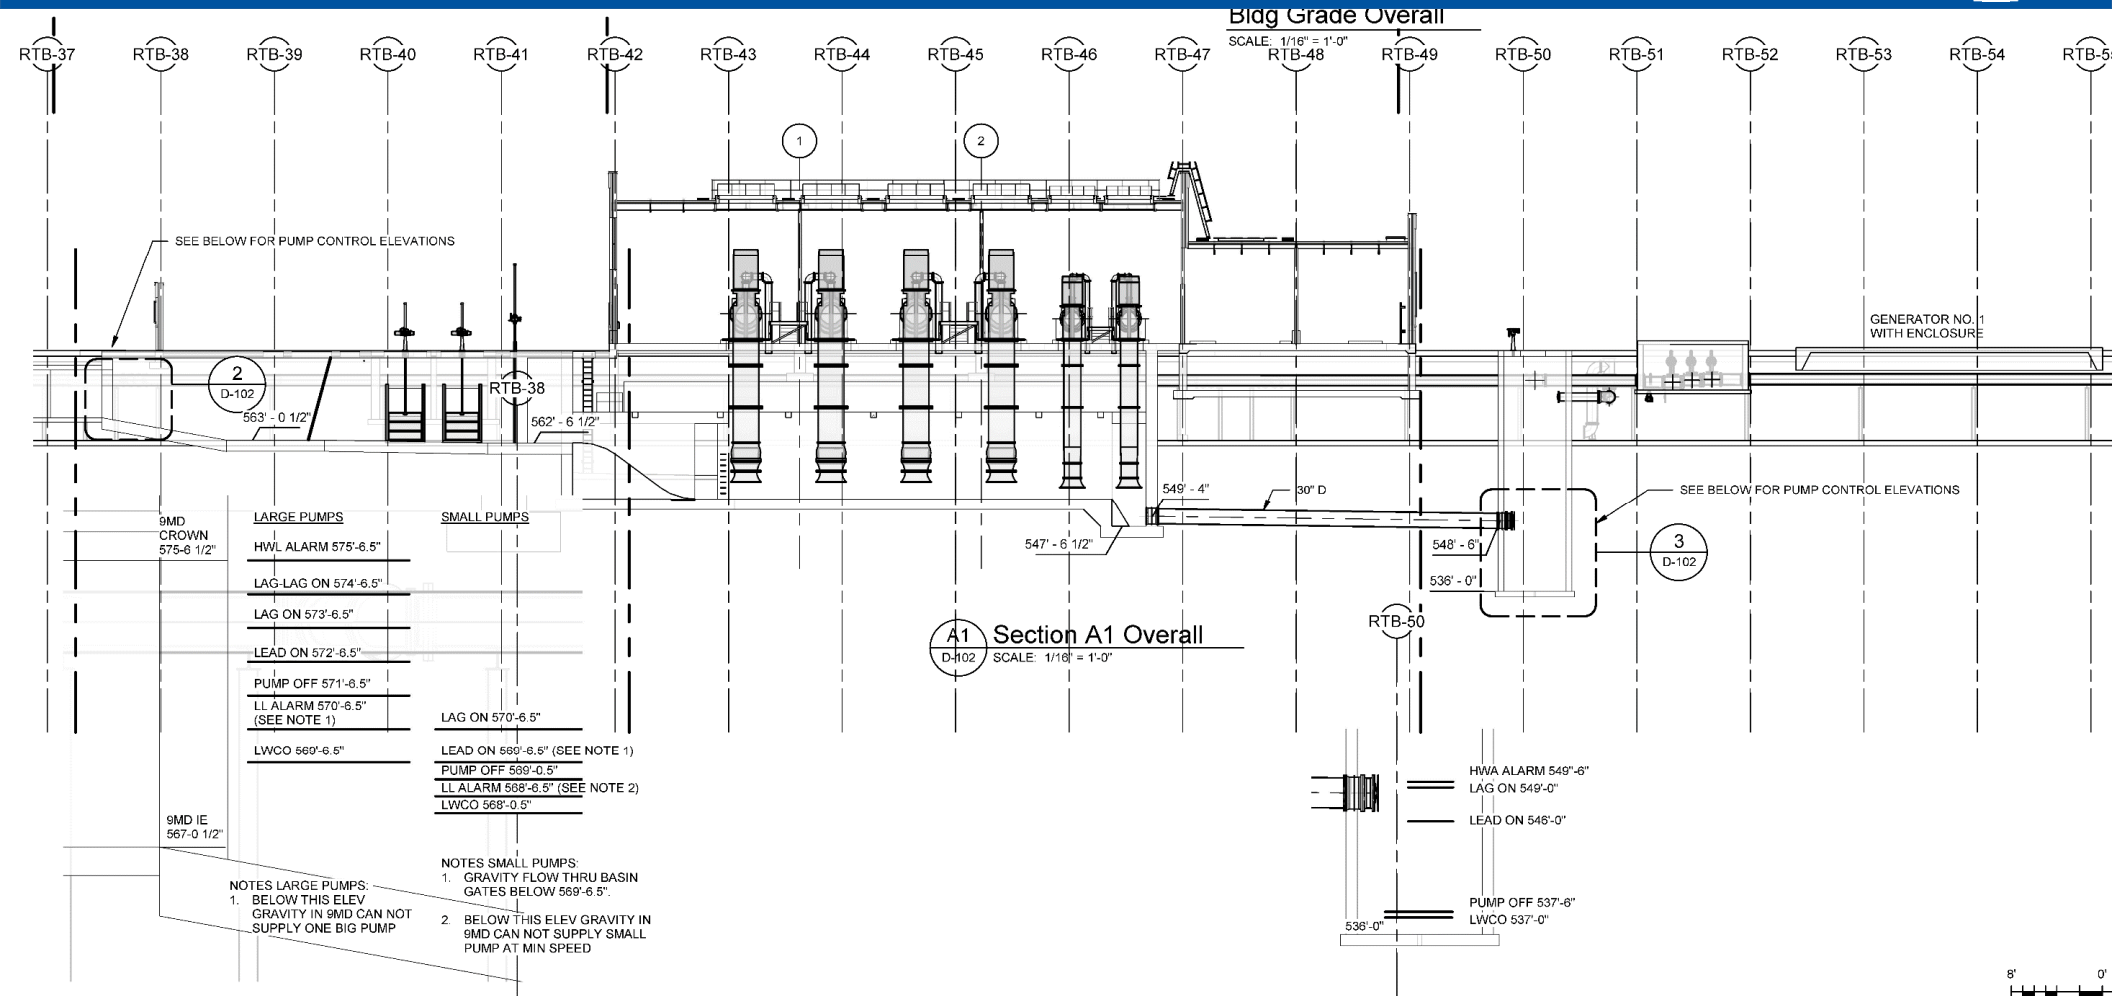 Bldg Grade Overall
SCALE: 1/16" = 1'-0"
RTB-37
RTB-38
RTB-39
RTB-40
RTB-41
RTB-42
RTB-43
RTB-44
RTB-45
RTB-46
RTB-47
RTB-48
RTB-49
RTB-50
RTB-51
RTB-52
RTB-53
RTB-54
1
2
SEE BELOW FOR PUMP CONTROL ELEVATIONS
GENERATOR NO. 1
WITH ENCLOSURE
2
D-102
RTB-38
563' - 0 1/2"
562' - 6 1/2"
549' - 4"
30" D
SEE BELOW FOR PUMP CONTROL ELEVATIONS
547' - 6 1/2"
548' - 6"
3
D-102
536' - 0"
A1
D-102
Section A1 Overall
SCALE: 1/16" = 1'-0"
RTB-50
9MD
CROWN
575-6 1/2"
LARGE PUMPS
HWL ALARM 575'-6.5"
LAG-LAG ON 574'-6.5"
LAG ON 573'-6.5"
LEAD ON 572'-6.5"
PUMP OFF 571'-6.5"
LL ALARM 570'-6.5"
(SEE NOTE 1)
LWCO 569'-6.5"
SMALL PUMPS
LAG ON 570'-6.5"
LEAD ON 569'-6.5" (SEE NOTE 1)
PUMP OFF 569'-0.5"
LL ALARM 568'-6.5" (SEE NOTE 2)
LWCO 568'-0.5"
9MD IE
567-0 1/2"
NOTES LARGE PUMPS:
1. BELOW THIS ELEV
GRAVITY IN 9MD CAN NOT
SUPPLY ONE BIG PUMP
NOTES SMALL PUMPS:
1. GRAVITY FLOW THRU BASIN
GATES BELOW 569'-6.5".
2. BELOW THIS ELEV GRAVITY IN
9MD CAN NOT SUPPLY SMALL
PUMP AT MIN SPEED
HWA ALARM 549"-6"
LAG ON 549'-0"
LEAD ON 546'-0"
PUMP OFF 537'-6"
LWCO 537'-0"
536'-0"
8'
0'